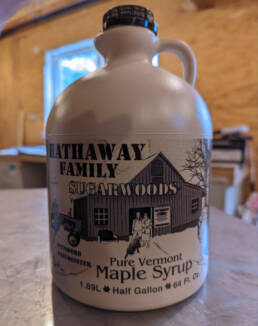 HATHAWAY
FAMILY
SUGARWOODS
Pure Vermont
Maple Syrup
1.89L ✽ Half Gallon ✽ 64 Fl. Oz